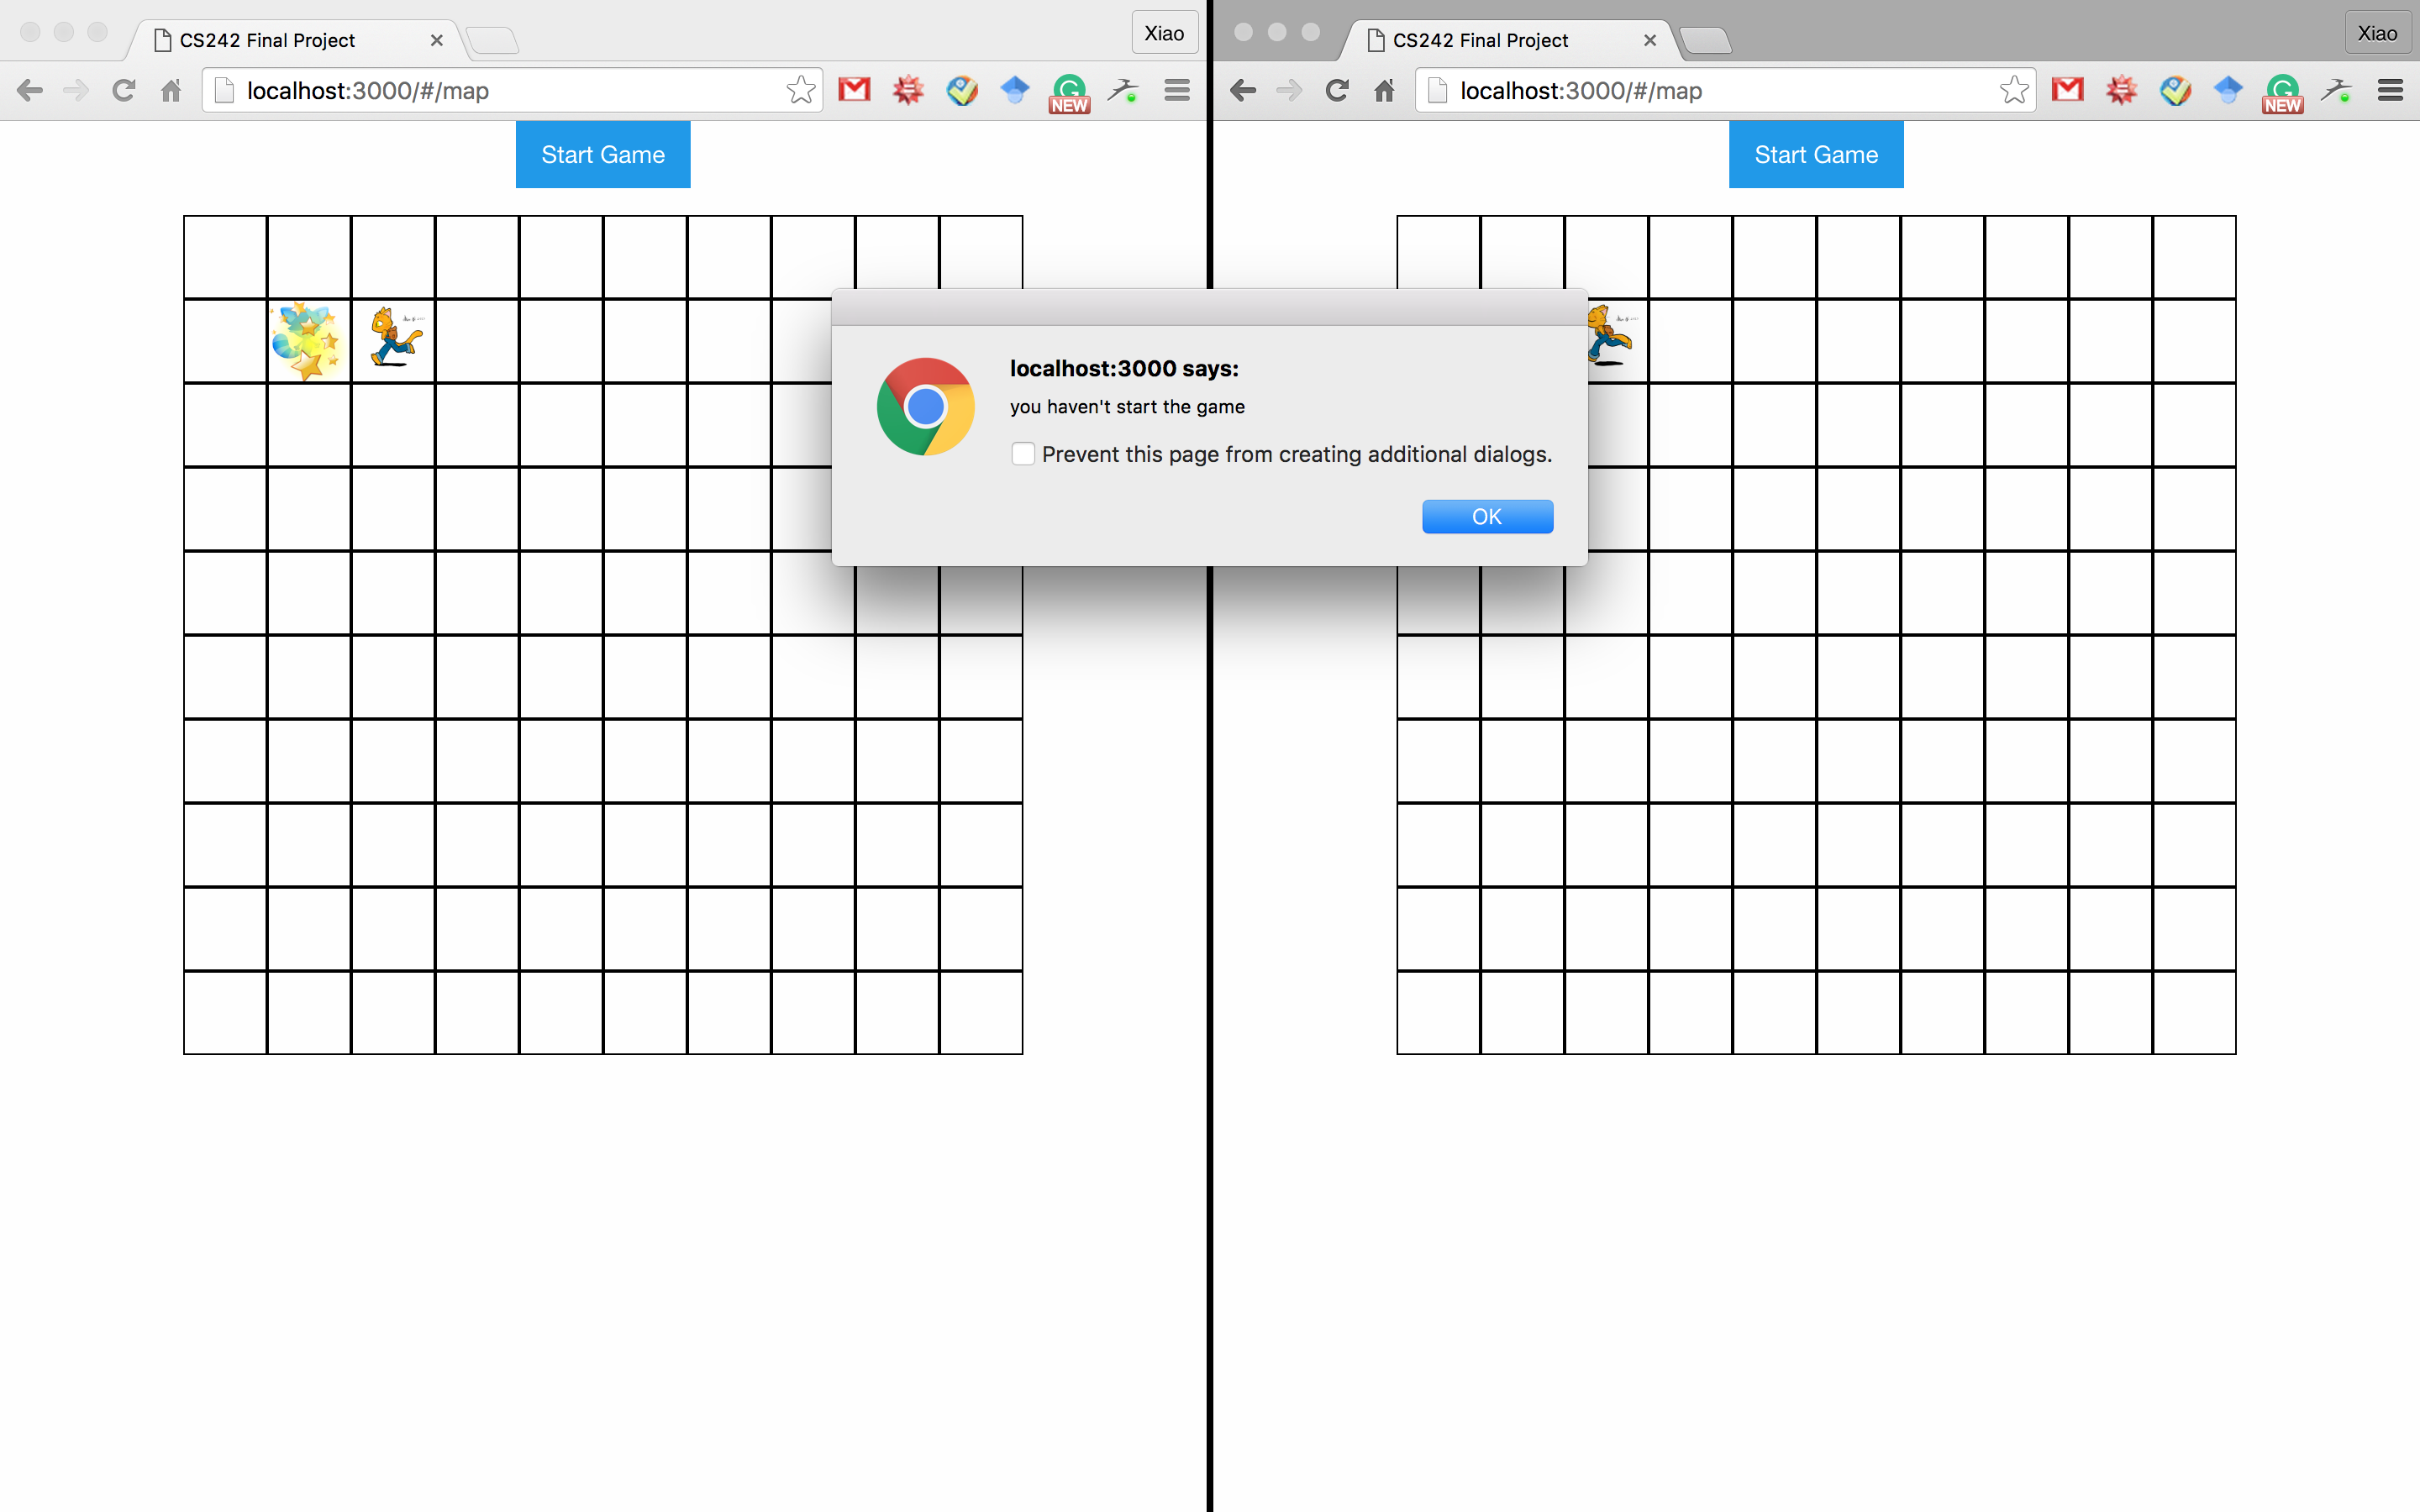 CS242 Final Project
Xiao
localhost:3000/#/map
NEW
Start Game
CS242 Final Project
Xiao
localhost:3000/#/map
NEW
Start Game
localhost:3000 says:
you haven't start the game
Prevent this page from creating additional dialogs.
OK